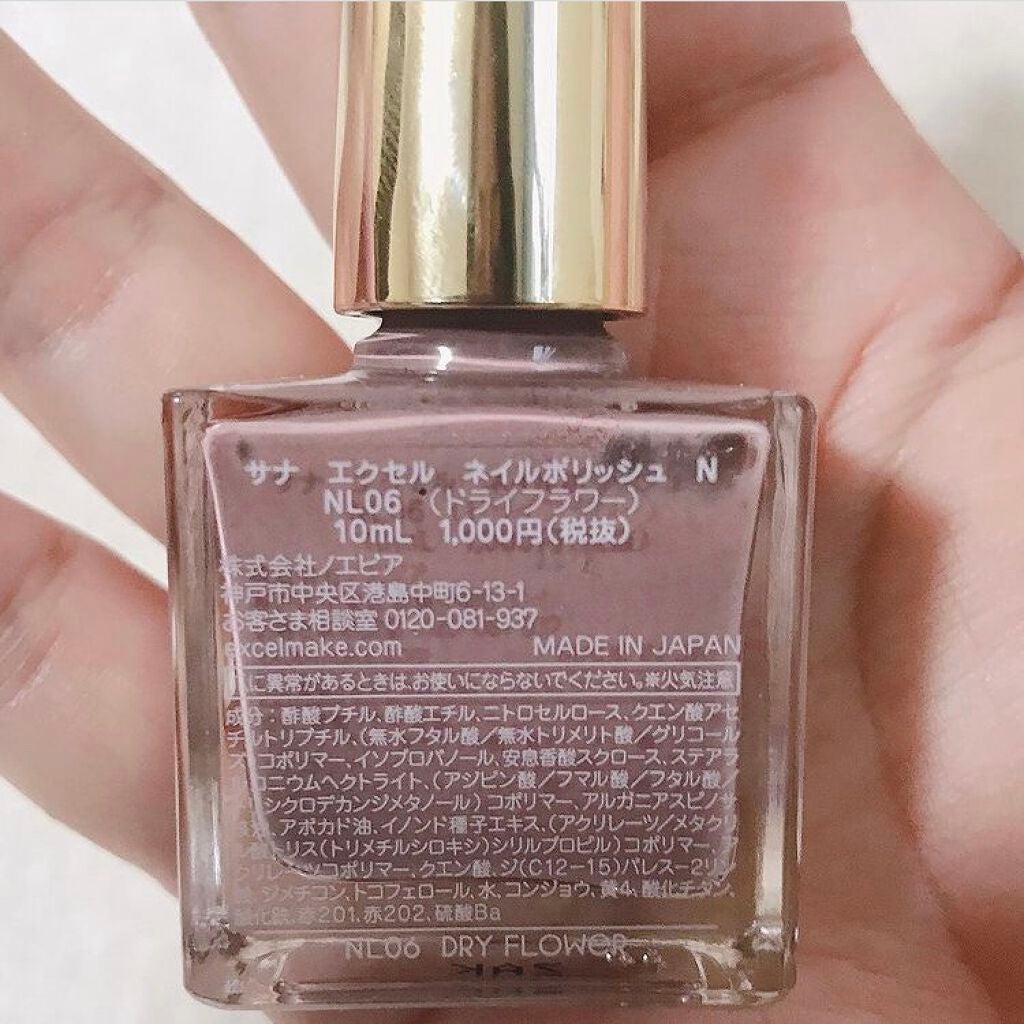 サナ エクセル ネイルポリッシュ N
NL06 (ドライフラワー)
10mL 1,000円(税抜)
株式会社ノエビア
神戸市中央区港島中町6-13-1
お客さま相談室 0120-081-937
excelmake.com MADE IN JAPAN
に異常があるときは、お使いにならないでください。※火気注意
成分：酢酸ブチル、酢酸エチル、ニトロセルロース、クエン酸アセ
チルトリブチル、(無水フタル酸／無水トリメリト酸／グリコール
ズ)コポリマー、イソプロパノール、安息香酸スクロース、ステアラ
コニウムヘクトライト、(アジピン酸／フマル酸／フタル酸／
シクロデカンジメタノール)コポリマー、アルガニアスピノサ
、アボカド油、イノンド種子エキス、(アクリレーツ／メタクリ
トリス(トリメチルシロキシ)シリルプロピル)コポリマー、ア
クリレーツコポリマー、クエン酸、ジ(C12-15)パレス-2リン
酸、ジメチコン、トコフェロール、水、コンジョウ、黄4、酸化チタン、
酸化鉄、赤201、赤202、硫酸Ba
NL06 DRY FLOWER